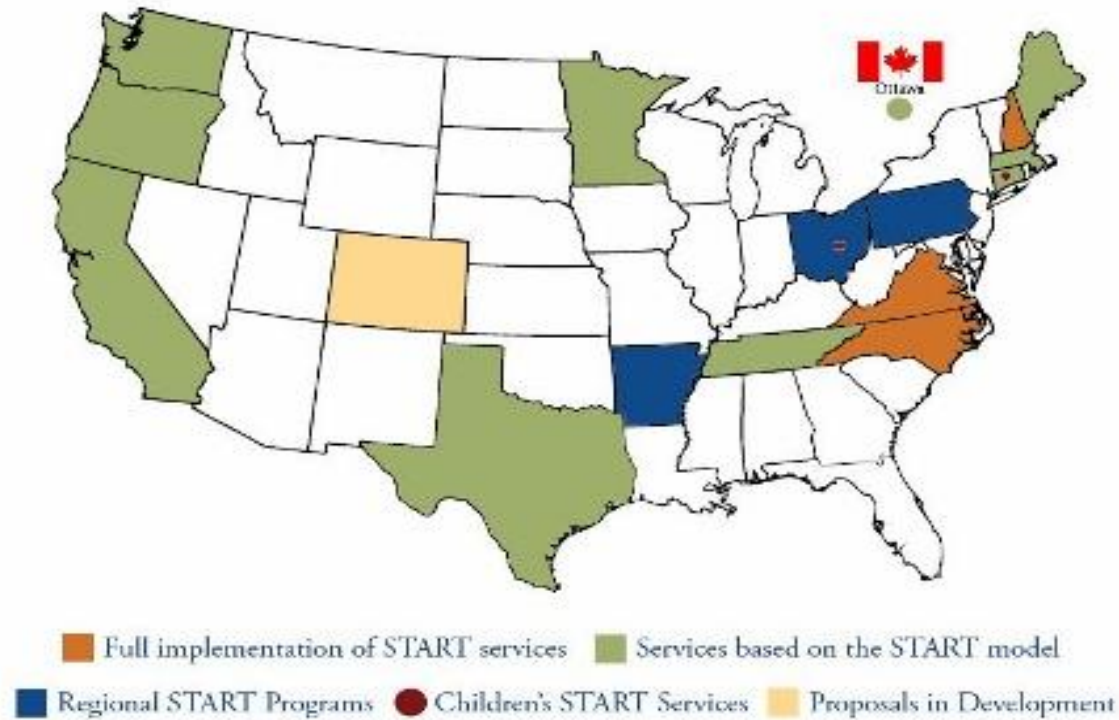 Ottawa
Full implementation of START services Services based on the START model
Regional START Programs Children's START Services Proposals in Development